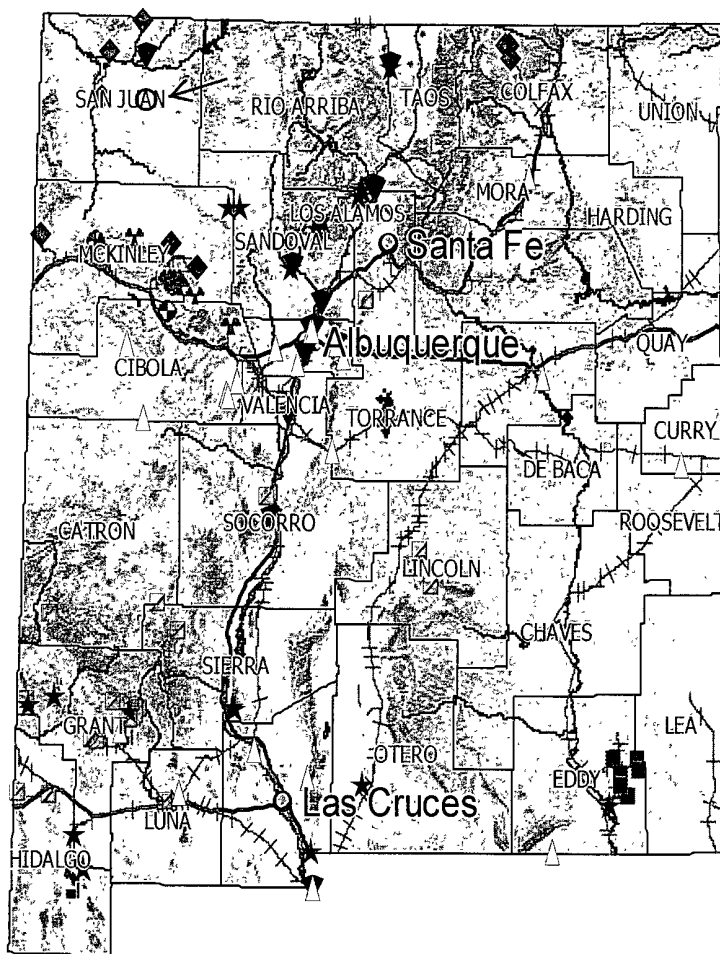 SAN JUAN
RIO ARRIBA
TAOS
COLFAX
UNION
MORA
LOS ALAMOS
HARDING
SANDOVAL
MCKINLEY
Santa Fe
Albuquerque
QUAY
CIBOLA
VALENCIA
TORRANCE
CURRY
DE BACA
SOCORRO
ROOSEVELT
CATRON
LINCOLN
CHAVES
SIERRA
GRANT
LEA
OTERO
EDDY
Las Cruces
LUNA
HIDALGO